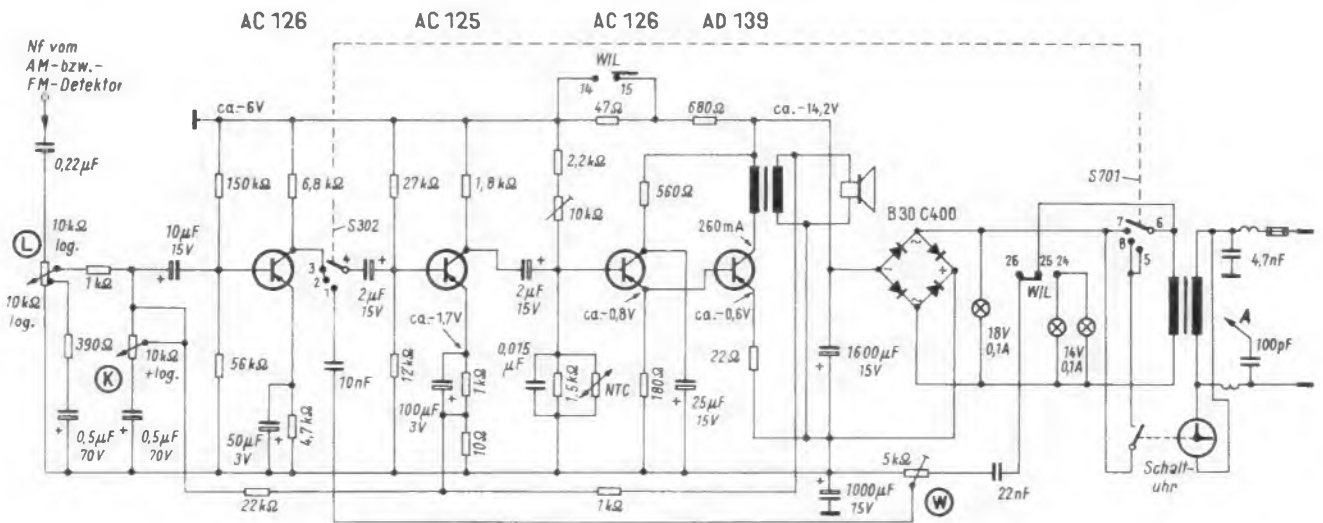 AC 126
AC 125
AC 126
AD 139
Nf vom
AM-bzw.-
FM-Detektor
0,22µF
L
10kΩ
log.
10kΩ
log.
1kΩ
390Ω
K
10kΩ
+log.
0,5µF
70V
0,5µF
70V
10µF
15V
ca.-6V
150kΩ
6,8kΩ
56kΩ
50µF
3V
4,7kΩ
S302
3
4
2
1
2µF
15V
10nF
27kΩ
1,8kΩ
12kΩ
ca.-1,7V
100µF
3V
1kΩ
10Ω
22kΩ
2µF
15V
W/L
14
15
47Ω
680Ω
2,2kΩ
10kΩ
0,015
µF
1,5kΩ
NTC
560Ω
ca.-0,8V
180Ω
25µF
15V
1kΩ
ca.-14,2V
260mA
ca.-0,6V
22Ω
1600µF
15V
1000µF
15V
B30 C400
~
~
+
5kΩ
W
22nF
18V
0,1A
26
25
24
W/L
14V
0,1A
S701
7
6
8
5
4,7nF
A
100pF
Schalt-
uhr